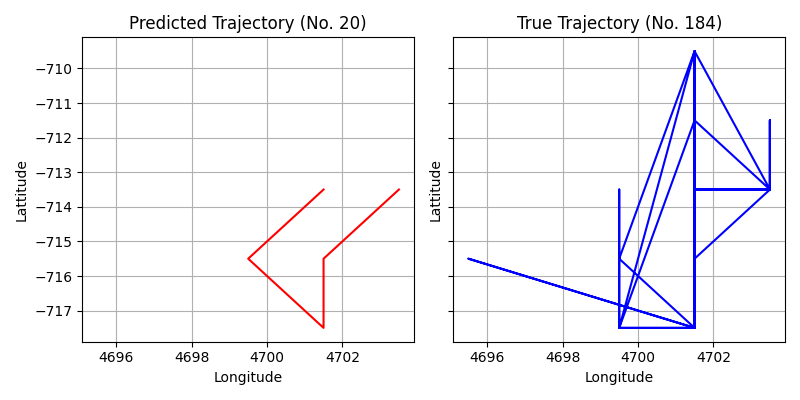 Predicted Trajectory (No. 20)
True Trajectory (No. 184)
Lattitude
−710
−711
−712
−713
−714
−715
−716
−717
4696
4698
4700
4702
Longitude
Lattitude
4696
4698
4700
4702
Longitude